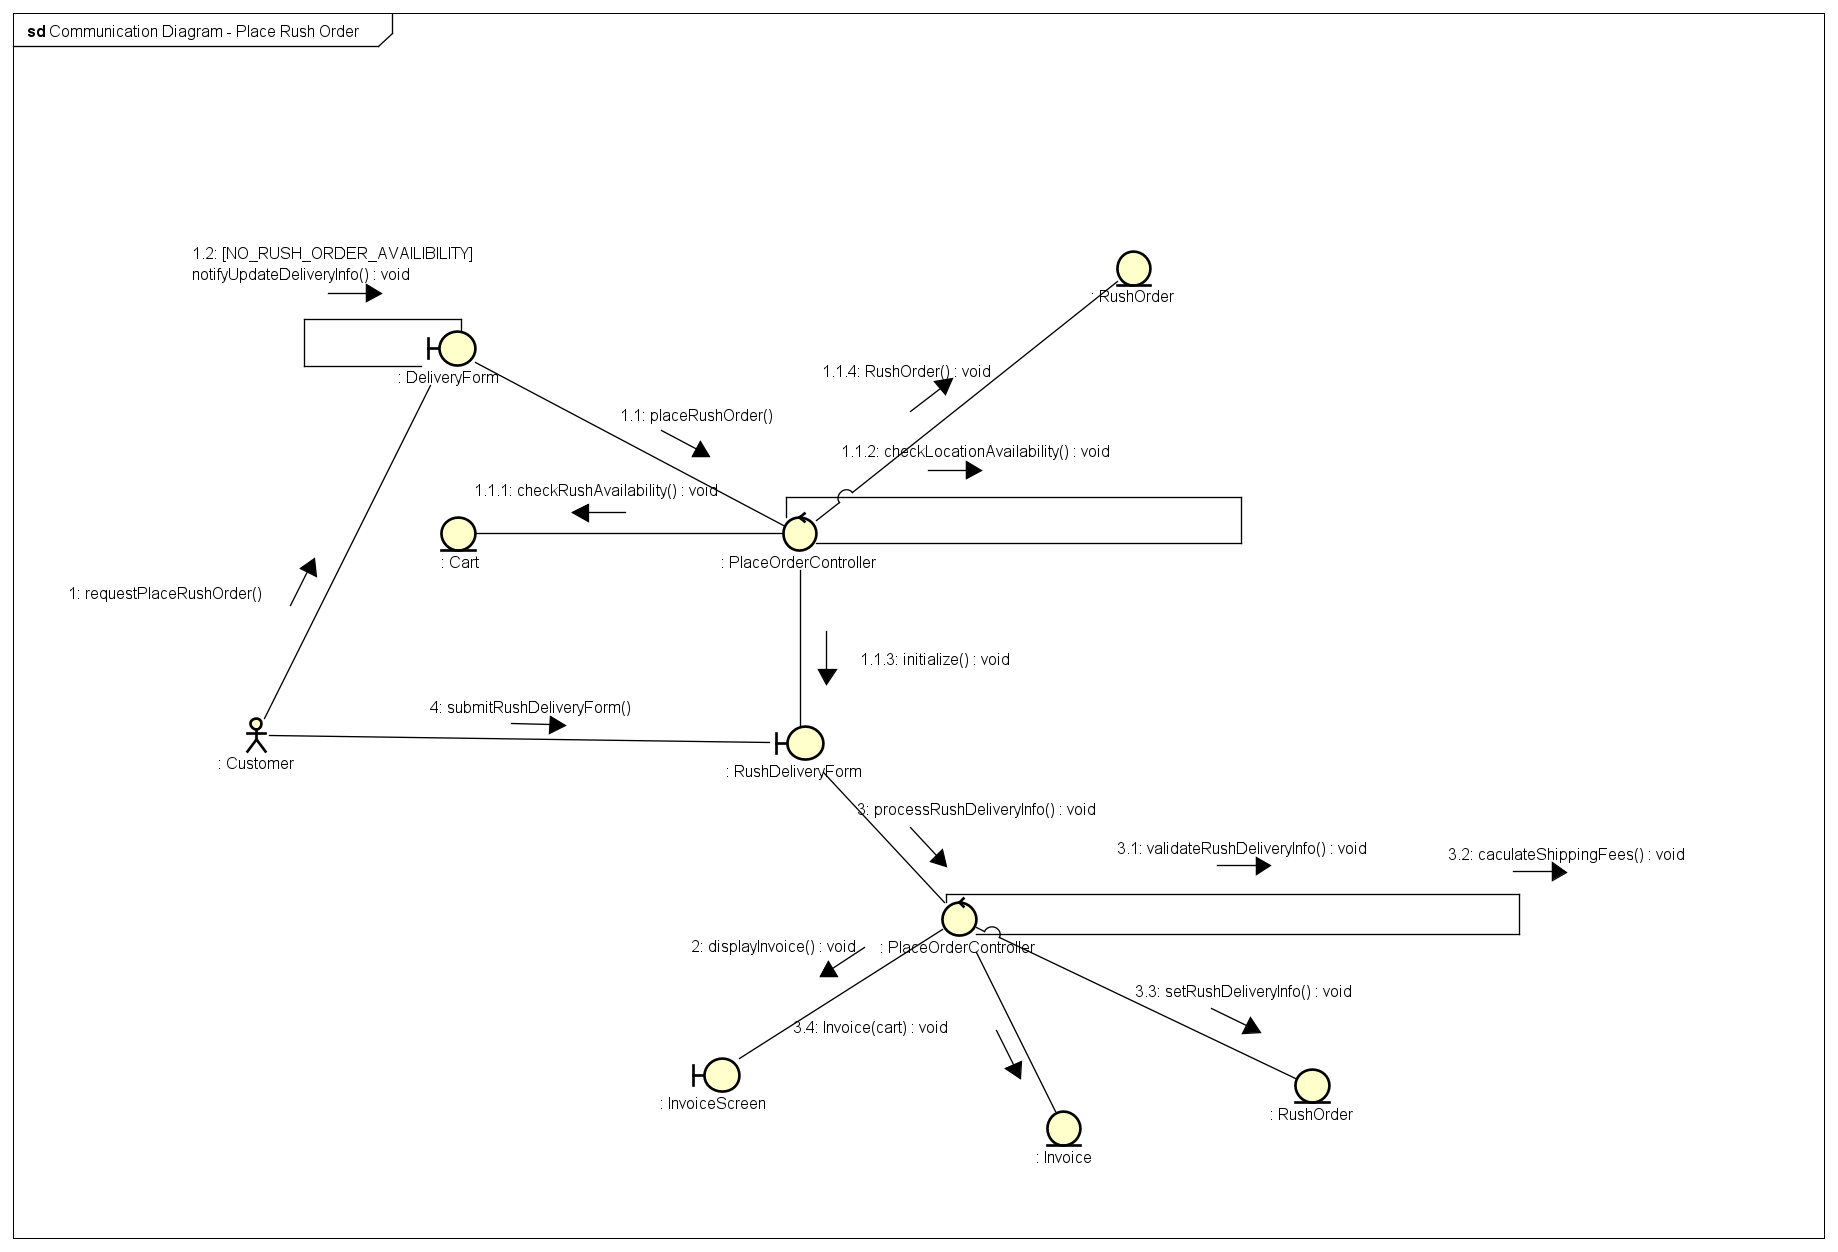 sd Communication Diagram - Place Rush Order
1.2: [NO_RUSH_ORDER_AVAILIBILITY]
notifyUpdateDeliveryInfo() : void
: RushOrder
: DeliveryForm
1.1.4: RushOrder() : void
1.1: placeRushOrder()
1.1.2: checkLocationAvailability() : void
1.1.1: checkRushAvailability() : void
: Cart
: PlaceOrderController
1: requestPlaceRushOrder()
1.1.3: initialize() : void
4: submitRushDeliveryForm()
: Customer
: RushDeliveryForm
3: processRushDeliveryInfo() : void
3.1: validateRushDeliveryInfo() : void
3.2: caculateShippingFees() : void
2: displayInvoice() : void
: PlaceOrderController
3.3: setRushDeliveryInfo() : void
3.4: Invoice(cart) : void
: InvoiceScreen
: RushOrder
: Invoice